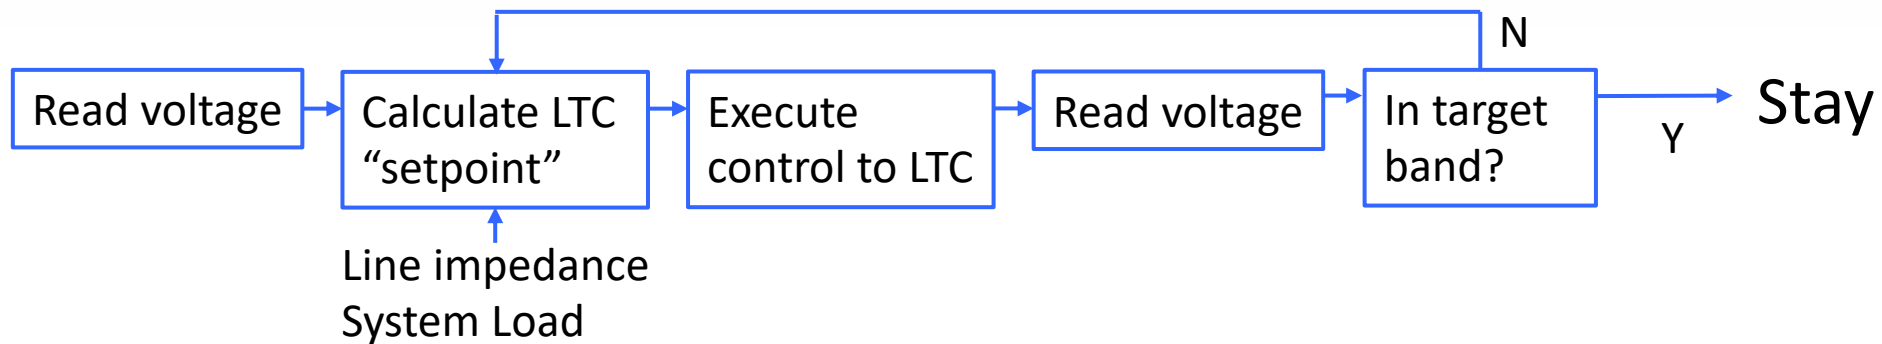 N
Read voltage
Calculate LTC
“setpoint”
Execute
control to LTC
Read voltage
In target
band?
Y
Stay
Line impedance
System Load